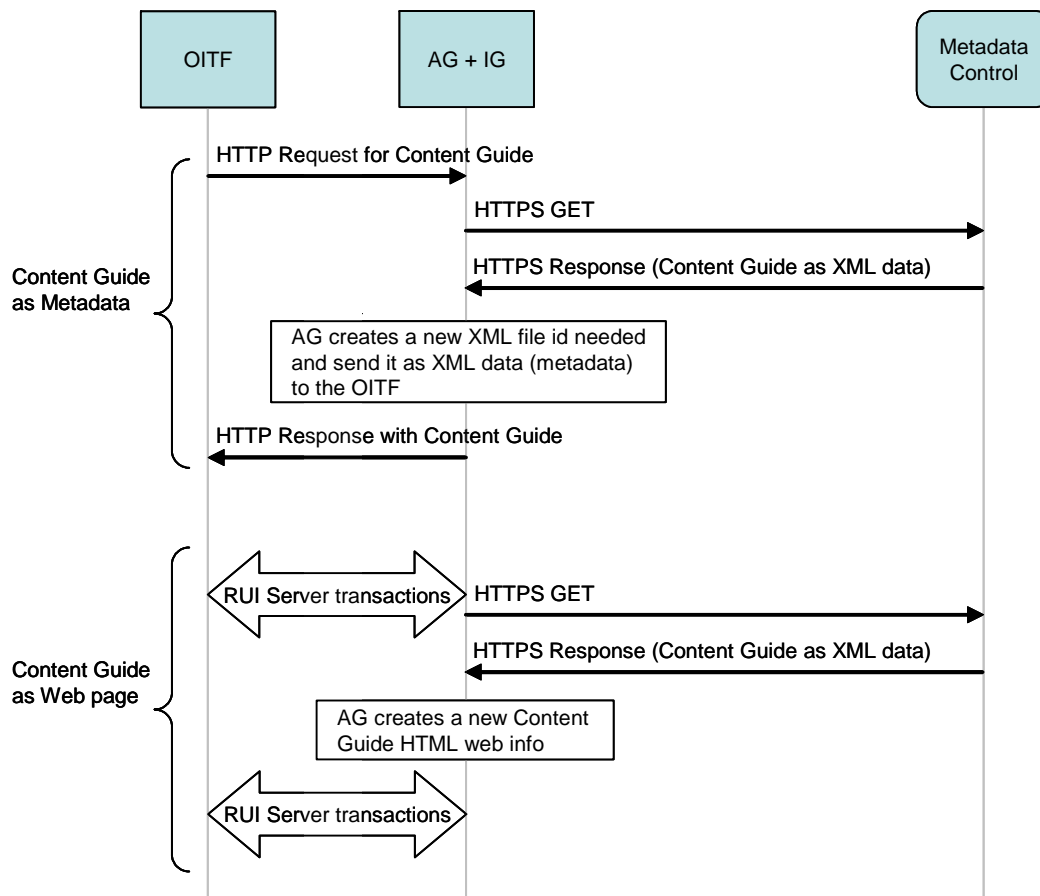 OITF
AG + IG
Metadata
Control
HTTP Request for Content Guide
HTTPS GET
HTTPS Response (Content Guide as XML data)
Content Guide
as Metadata
AG creates a new XML file id needed
and send it as XML data (metadata)
to the OITF
HTTP Response with Content Guide
RUI Server transactions
HTTPS GET
HTTPS Response (Content Guide as XML data)
Content Guide
as Web page
AG creates a new Content
Guide HTML web info
RUI Server transactions